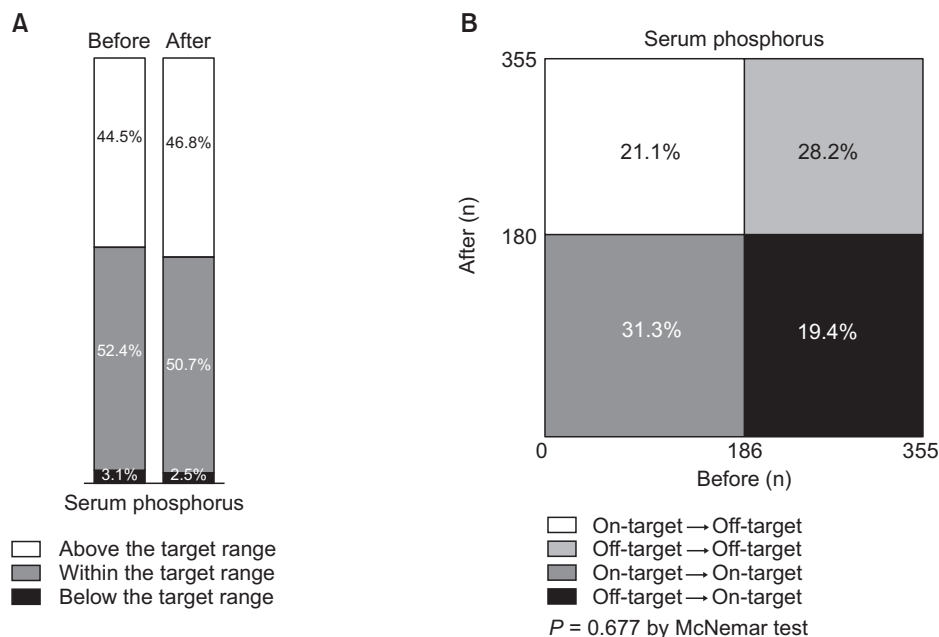 A
Before After
44.5%
46.8%
52.4%
50.7%
3.1%
2.5%
Serum phosphorus
Above the target range
Within the target range
Below the target range
B
Serum phosphorus
355
21.1%
28.2%
After (n)
180
31.3%
19.4%
0
186
355
Before (n)
On-target → Off-target
Off-target → Off-target
On-target → On-target
Off-target → On-target
P = 0.677 by McNemar test